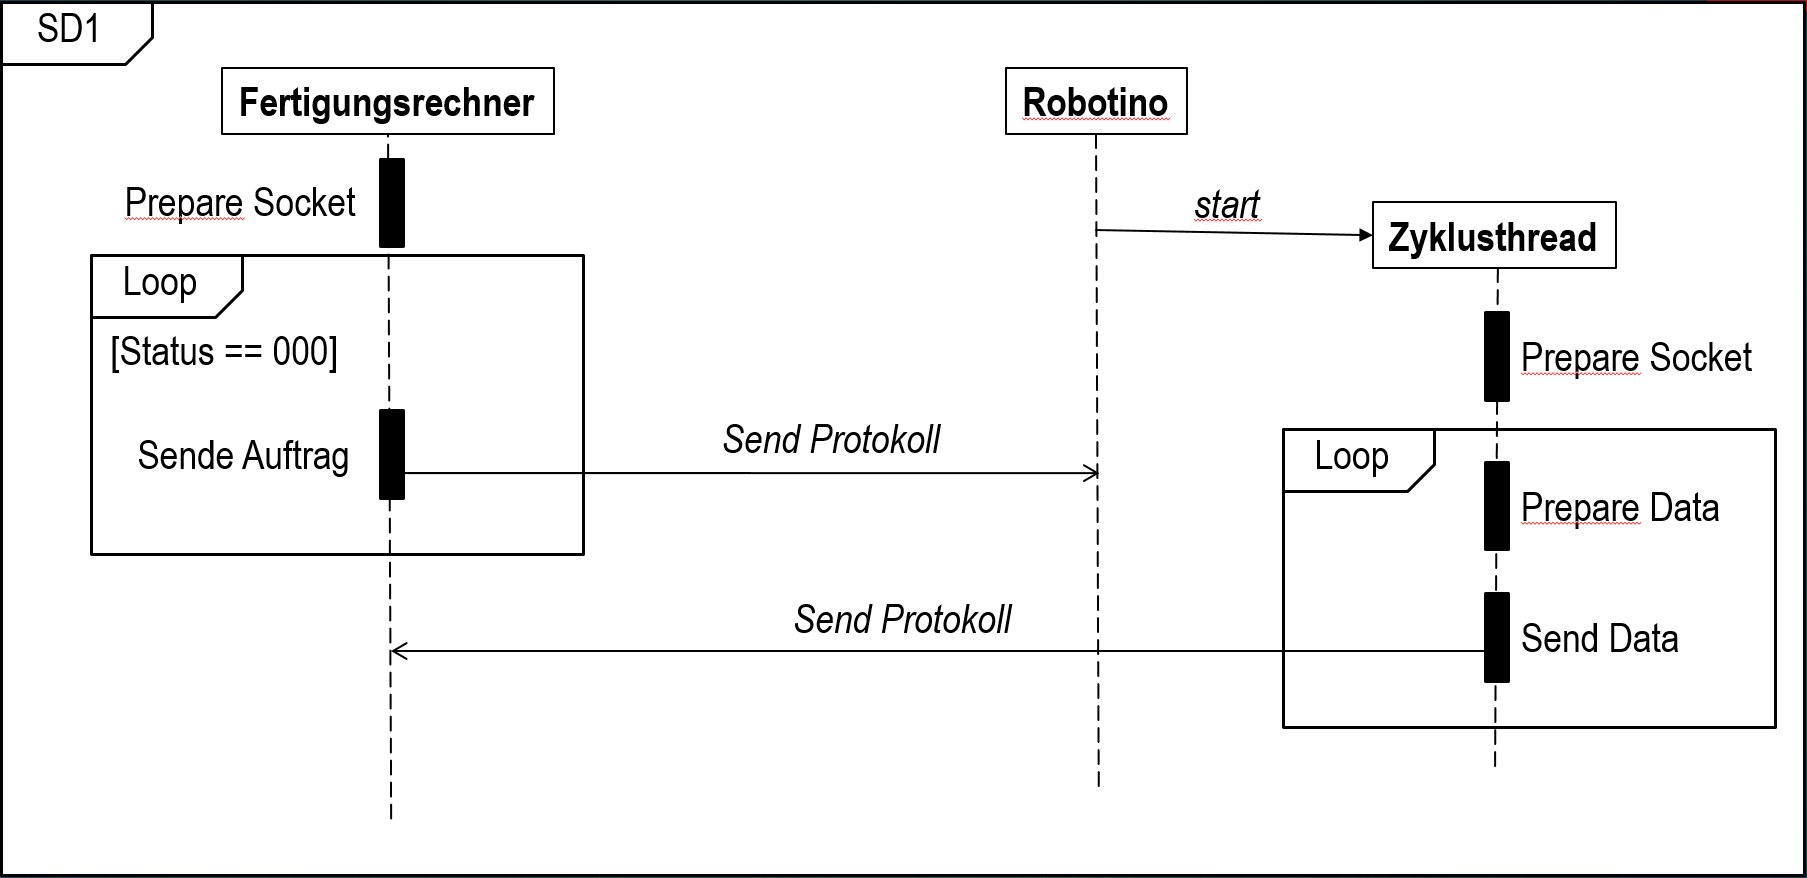 SD1
Fertigungsrechner
Robotino
Prepare Socket
start
Zyklusthread
Loop
[Status == 000]
Prepare Socket
Sende Auftrag
Send Protokoll
Loop
Prepare Data
Send Protokoll
Send Data